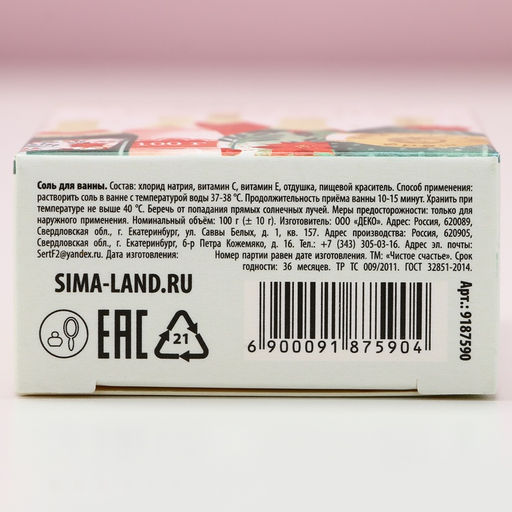 100 г
Соль для ванны. Состав: хлорид натрия, витамин С, витамин Е, отдушка, пищевой краситель. Способ применения:
растворить соль в ванне с температурой воды 37-38 °С. Продолжительность приёма ванны 10-15 минут. Хранить при
температуре не выше 40 °С. Беречь от попадания прямых солнечных лучей. Меры предосторожности: только для
наружного применения. Номинальный объём: 100 г (± 10 г). Изготовитель: ООО «ДЕКО». Адрес: Россия, 620089,
Свердловская обл., г. Екатеринбург, ул. Саввы Белых, д. 1, кв. 157. Адрес производства: Россия, 620905,
Свердловская обл., г. Екатеринбург, б-р Петра Кожемяко, д. 16. Тел.: +7 (343) 305-03-16. Адрес эл. почты:
SertF2@yandex.ru. Дата изготовления: Номер партии равен дате изготовления. ТМ: «Чистое счастье». Срок
годности: 36 месяцев. ТР ТС 009/2011. ГОСТ 32851-2014.
SIMA-LAND.RU
EAC
21
6 900091 875904
Арт.: 9187590